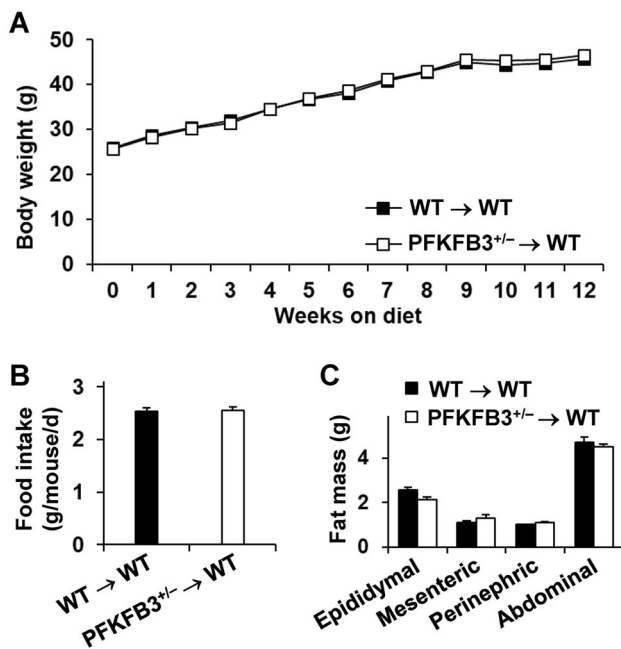 A
Body weight (g)
50
40
30
20
10
0
WT → WT
PFKFB3+/− → WT
0 1 2 3 4 5 6 7 8 9 10 11 12
Weeks on diet
B
Food intake
(g/mouse/d)
3
2
1
0
WT → WT
PFKFB3+/− → WT
C
WT → WT
PFKFB3+/− → WT
Fat mass (g)
4
2
0
Epididymal
Mesenteric
Perinephric
Abdominal